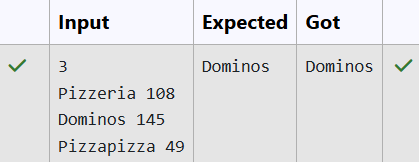 Input Expected Got
3 Dominos Dominos
Pizzeria 108
Dominos 145
Pizzapizza 49